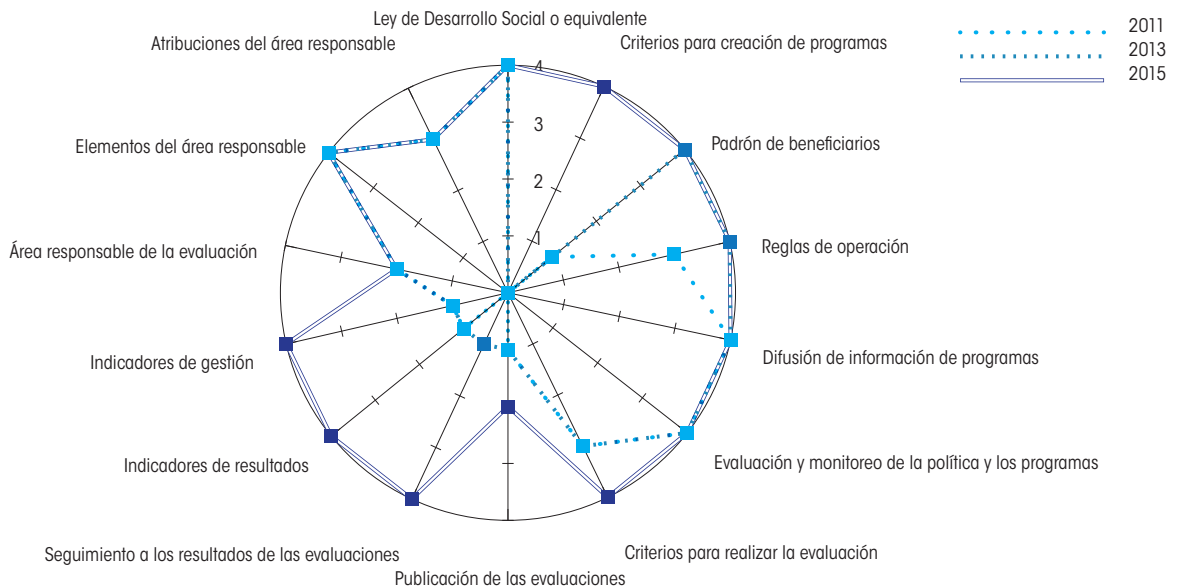 Ley de Desarrollo Social o equivalente
Atribuciones del área responsable
Criterios para creación de programas
2011
2013
2015
4
3
2
1
Elementos del área responsable
Padrón de beneficiarios
Área responsable de la evaluación
Reglas de operación
Indicadores de gestión
Difusión de información de programas
Indicadores de resultados
Evaluación y monitoreo de la política y los programas
Seguimiento a los resultados de las evaluaciones
Criterios para realizar la evaluación
Publicación de las evaluaciones